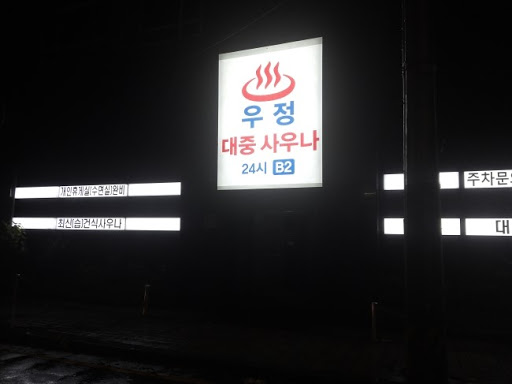 우정
대중 사우나
24시 B2
개인휴게실(수면실)완비
최신(습)건식사우나
주차문의
대